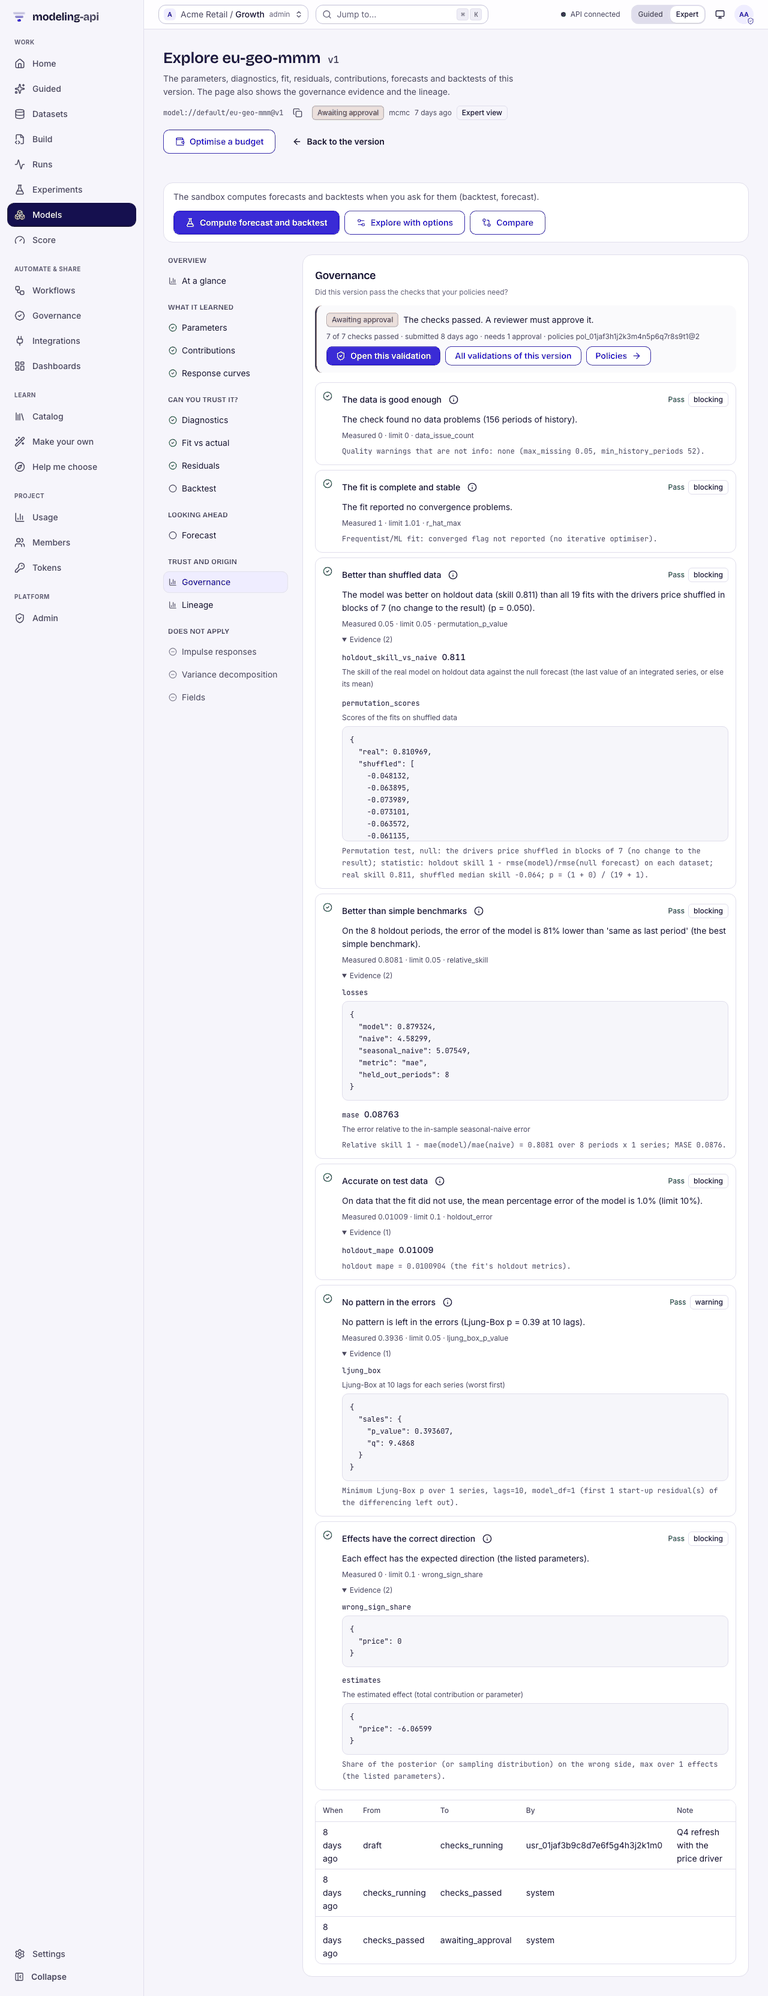 modeling-api
WORK
Home
Guided
Datasets
Build
Runs
Experiments
Models
Score
AUTOMATE & SHARE
Workflows
Governance
Integrations
Dashboards
LEARN
Catalog
Make your own
Help me choose
PROJECT
Usage
Members
Tokens
PLATFORM
Admin
Settings
Collapse
A Acme Retail / Growth admin
Jump to... ⌘ K
API connected
Guided Expert
AA
Explore eu-geo-mmm v1
The parameters, diagnostics, fit, residuals, contributions, forecasts and backtests of this
version. The page also shows the governance evidence and the lineage.
model://default/eu-geo-mmm@v1 Awaiting approval mcmc 7 days ago Expert view
Optimise a budget
Back to the version
The sandbox computes forecasts and backtests when you ask for them (backtest, forecast).
Compute forecast and backtest
Explore with options
Compare
OVERVIEW
At a glance
WHAT IT LEARNED
Parameters
Contributions
Response curves
CAN YOU TRUST IT?
Diagnostics
Fit vs actual
Residuals
Backtest
LOOKING AHEAD
Forecast
TRUST AND ORIGIN
Governance
Lineage
DOES NOT APPLY
Impulse responses
Variance decomposition
Fields
Governance
Did this version pass the checks that your policies need?
Awaiting approval The checks passed. A reviewer must approve it.
7 of 7 checks passed · submitted 8 days ago · needs 1 approval · policies pol_01jaf3h1j2k3m4n5p6q7r8s9t1@2
Open this validation
All validations of this version
Policies
The data is good enough Pass blocking
The check found no data problems (156 periods of history).
Measured 0 · limit 0 · data_issue_count
Quality warnings that are not info: none (max_missing 0.05, min_history_periods 52).
The fit is complete and stable Pass blocking
The fit reported no convergence problems.
Measured 1 · limit 1.01 · r_hat_max
Frequentist/ML fit: converged flag not reported (no iterative optimiser).
Better than shuffled data Pass blocking
The model was better on holdout data (skill 0.811) than all 19 fits with the drivers price shuffled in
blocks of 7 (no change to the result) (p = 0.050).
Measured 0.05 · limit 0.05 · permutation_p_value
▼ Evidence (2)
holdout_skill_vs_naive 0.811
The skill of the real model on holdout data against the null forecast (the last value of an integrated series, or else
its mean)
permutation_scores
Scores of the fits on shuffled data
{
"real": 0.810969,
"shuffled": [
-0.048132,
-0.063895,
-0.073989,
-0.073101,
-0.063572,
-0.061135,
Permutation test, null: the drivers price shuffled in blocks of 7 (no change to the
result); statistic: holdout skill 1 - rmse(model)/rmse(null forecast) on each dataset;
real skill 0.811, shuffled median skill -0.064; p = (1 + 0) / (19 + 1).
Better than simple benchmarks Pass blocking
On the 8 holdout periods, the error of the model is 81% lower than 'same as last period' (the best
simple benchmark).
Measured 0.8081 · limit 0.05 · relative_skill
▼ Evidence (2)
losses
{
"model": 0.879324,
"naive": 4.58299,
"seasonal_naive": 5.07549,
"metric": "mae",
"held_out_periods": 8
}
mase 0.08763
The error relative to the in-sample seasonal-naive error
Relative skill 1 - mae(model)/mae(naive) = 0.8081 over 8 periods x 1 series; MASE 0.0876.
Accurate on test data Pass blocking
On data that the fit did not use, the mean percentage error of the model is 1.0% (limit 10%).
Measured 0.01009 · limit 0.1 · holdout_error
▼ Evidence (1)
holdout_mape 0.01009
holdout mape = 0.0100904 (the fit's holdout metrics).
No pattern in the errors Pass warning
No pattern is left in the errors (Ljung-Box p = 0.39 at 10 lags).
Measured 0.3936 · limit 0.05 · ljung_box_p_value
▼ Evidence (1)
ljung_box
Ljung-Box at 10 lags for each series (worst first)
{
"sales": {
"p_value": 0.393607,
"q": 9.4868
}
}
Minimum Ljung-Box p over 1 series, lags=10, model_df=1 (first 1 start-up residual(s) of
the differencing left out).
Effects have the correct direction Pass blocking
Each effect has the expected direction (the listed parameters).
Measured 0 · limit 0.1 · wrong_sign_share
▼ Evidence (2)
wrong_sign_share
{
"price": 0
}
estimates
The estimated effect (total contribution or parameter)
{
"price": -6.06599
}
Share of the posterior (or sampling distribution) on the wrong side, max over 1 effects
(the listed parameters).
When From To By Note
8 days ago draft checks_running usr_01jaf3b9c8d7e6f5g4h3j2k1m0 Q4 refresh with the price driver
8 days ago checks_running checks_passed system
8 days ago checks_passed awaiting_approval system